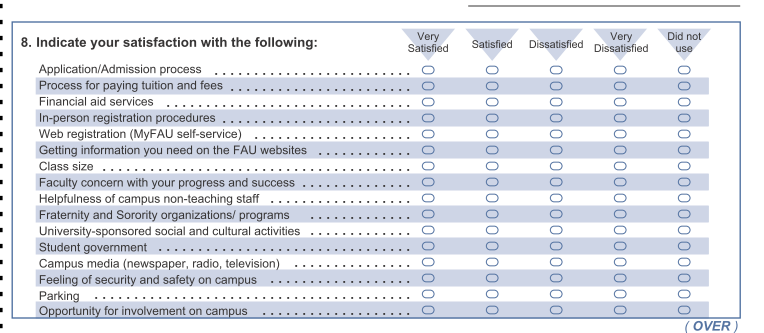 8. Indicate your satisfaction with the following:
Very Satisfied
Satisfied
Dissatisfied
Very Dissatisfied
Did not use
Application/Admission process
Process for paying tuition and fees
Financial aid services
In-person registration procedures
Web registration (MyFAU self-service)
Getting information you need on the FAU websites
Class size
Faculty concern with your progress and success
Helpfulness of campus non-teaching staff
Fraternity and Sorority organizations/ programs
University-sponsored social and cultural activities
Student government
Campus media (newspaper, radio, television)
Feeling of security and safety on campus
Parking
Opportunity for involvement on campus
( OVER )